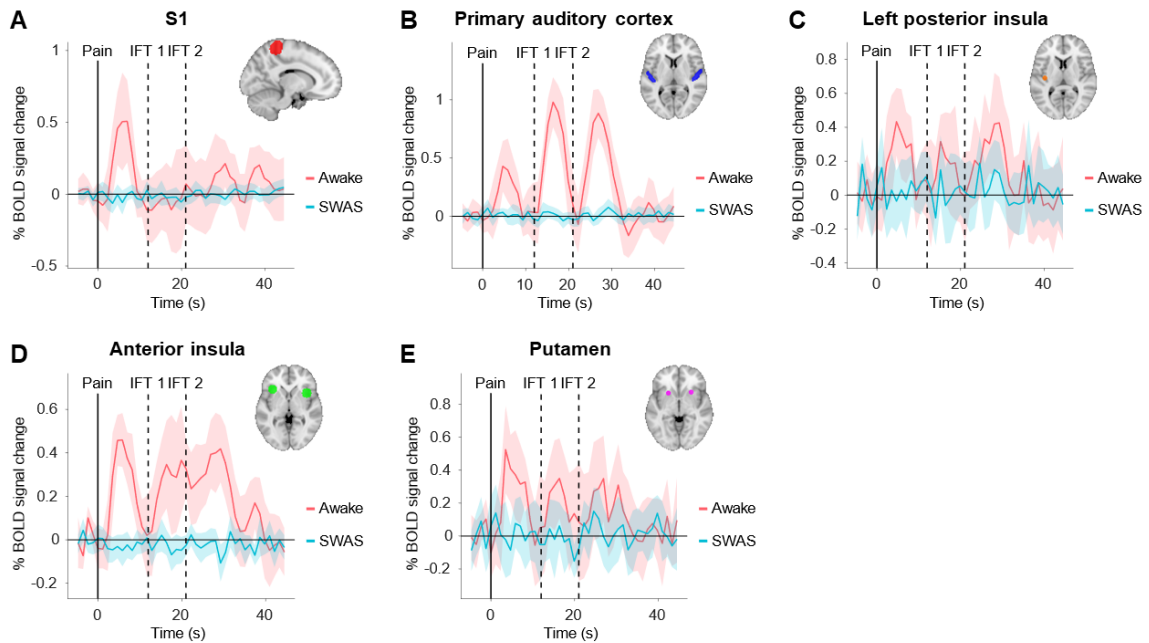 A
S1
% BOLD signal change
1
0.5
0
-0.5
Pain
IFT 1
IFT 2
Awake
SWAS
0
20
40
Time (s)
B
Primary auditory cortex
% BOLD signal change
1
0.5
0
Pain
IFT 1
IFT 2
Awake
SWAS
0
10
20
30
40
Time (s)
C
Left posterior insula
% BOLD signal change
0.8
0.6
0.4
0.2
0
-0.2
-0.4
Pain
IFT 1
IFT 2
Awake
SWAS
0
20
40
Time (s)
D
Anterior insula
% BOLD signal change
0.6
0.4
0.2
0
-0.2
Pain
IFT 1
IFT 2
Awake
SWAS
0
20
40
Time (s)
E
Putamen
% BOLD signal change
0.8
0.6
0.4
0.2
0
-0.2
Pain
IFT 1
IFT 2
Awake
SWAS
0
20
40
Time (s)